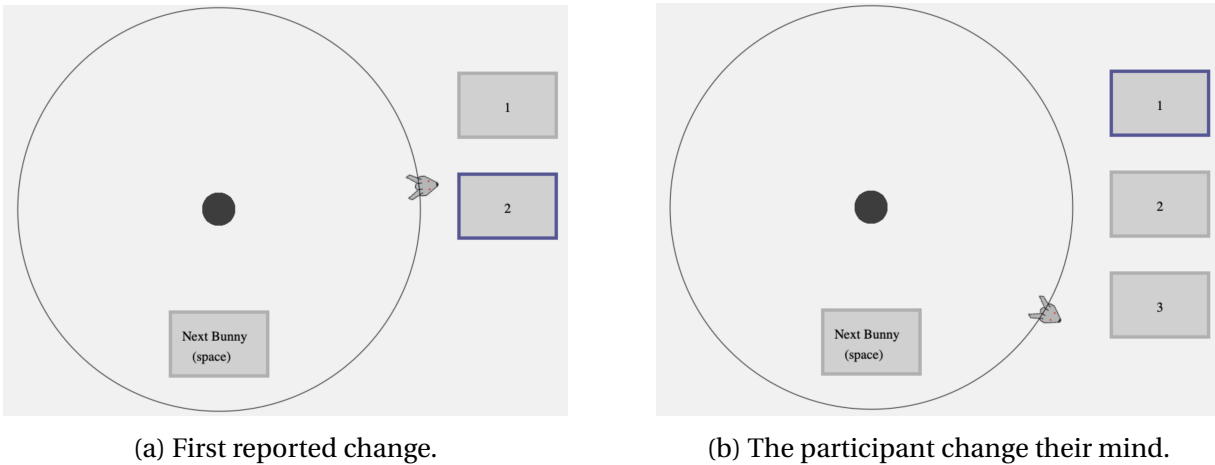 1
2
Next Bunny
(space)
(a) First reported change.
1
2
3
Next Bunny
(space)
(b) The participant change their mind.